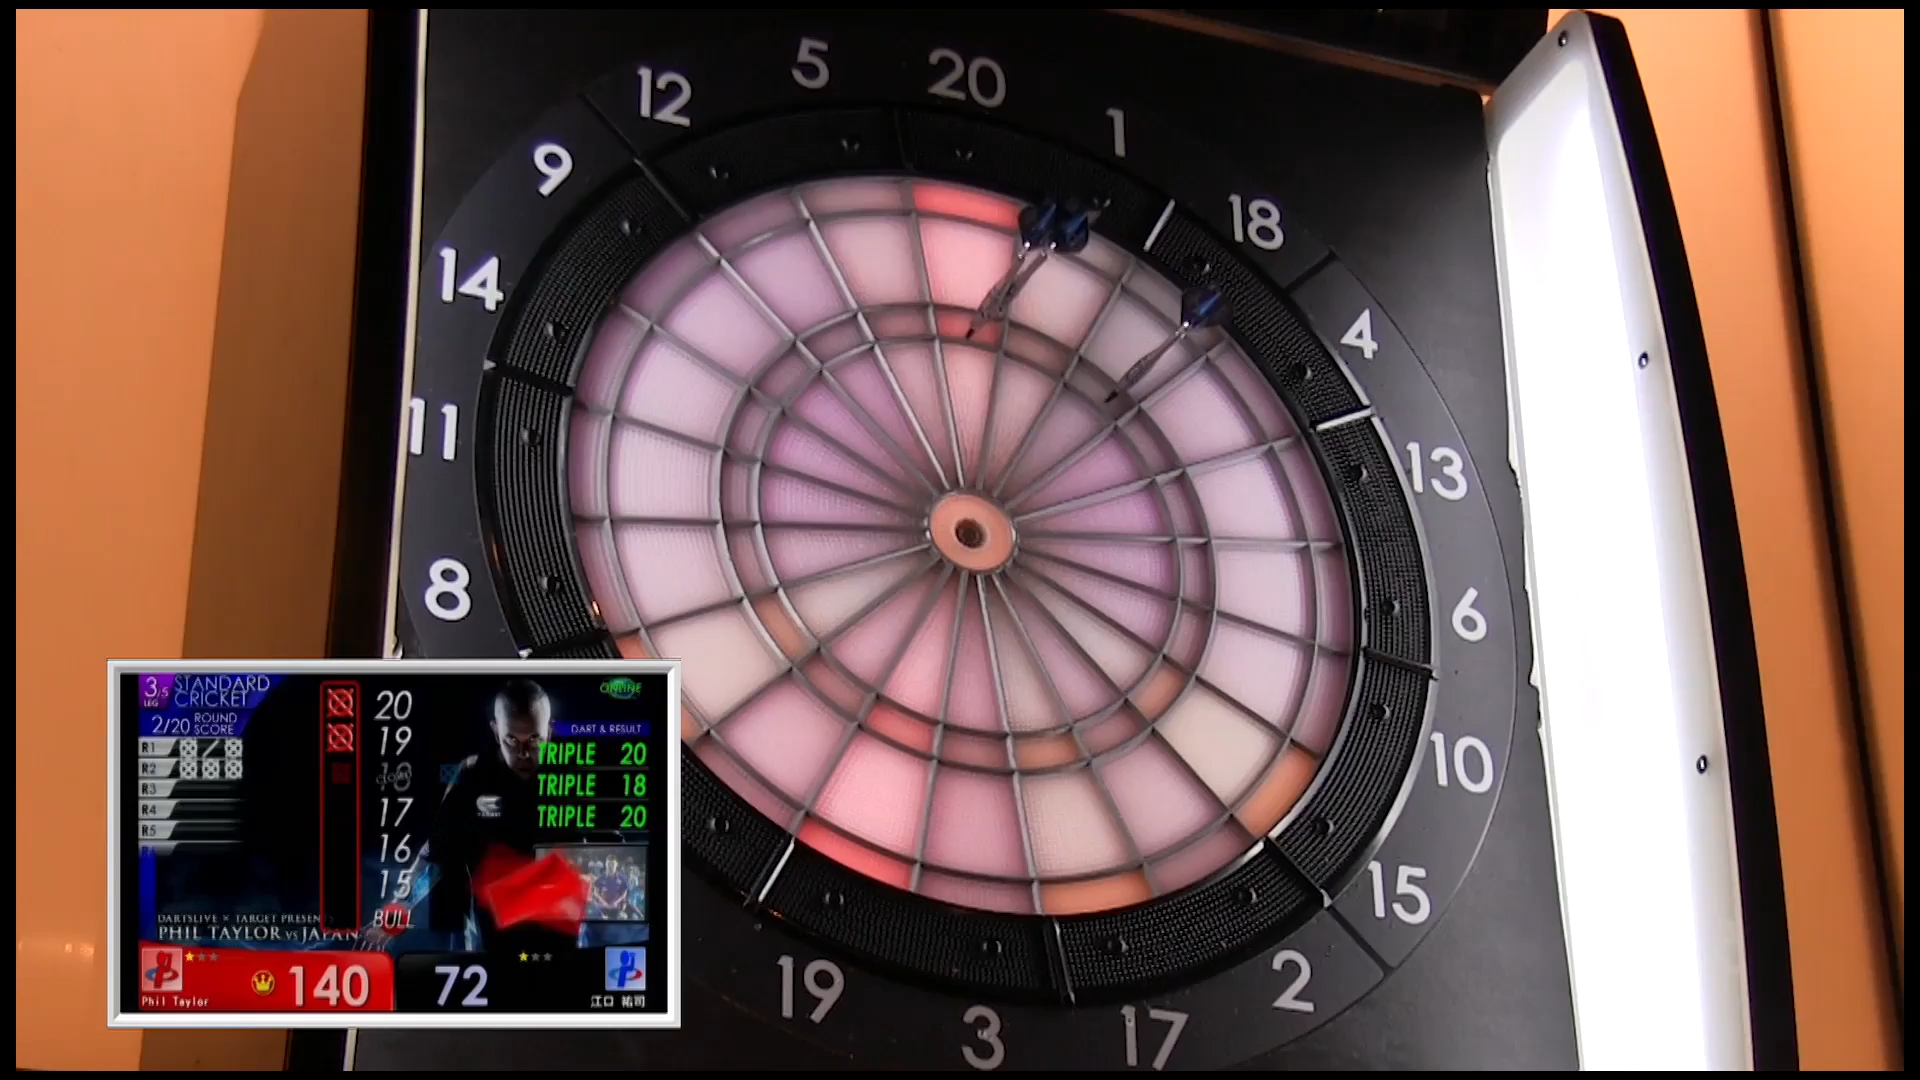 5 20
12 1
9 18
14 4
11 13
8 6
10
15
2
19 17
3
3/5 STANDARD
LEG CRICKET
ONLINE
2/20 ROUND
SCORE
DART & RESULT
R1
R2
R3
R4
R5
20
19
18
17
16
15
BULL
TRIPLE 20
TRIPLE 18
TRIPLE 20
DARTSLIVE × TARGET PRESENTS
PHIL TAYLOR VS JAPAN
140 72
Phil Taylor 江口 祐司